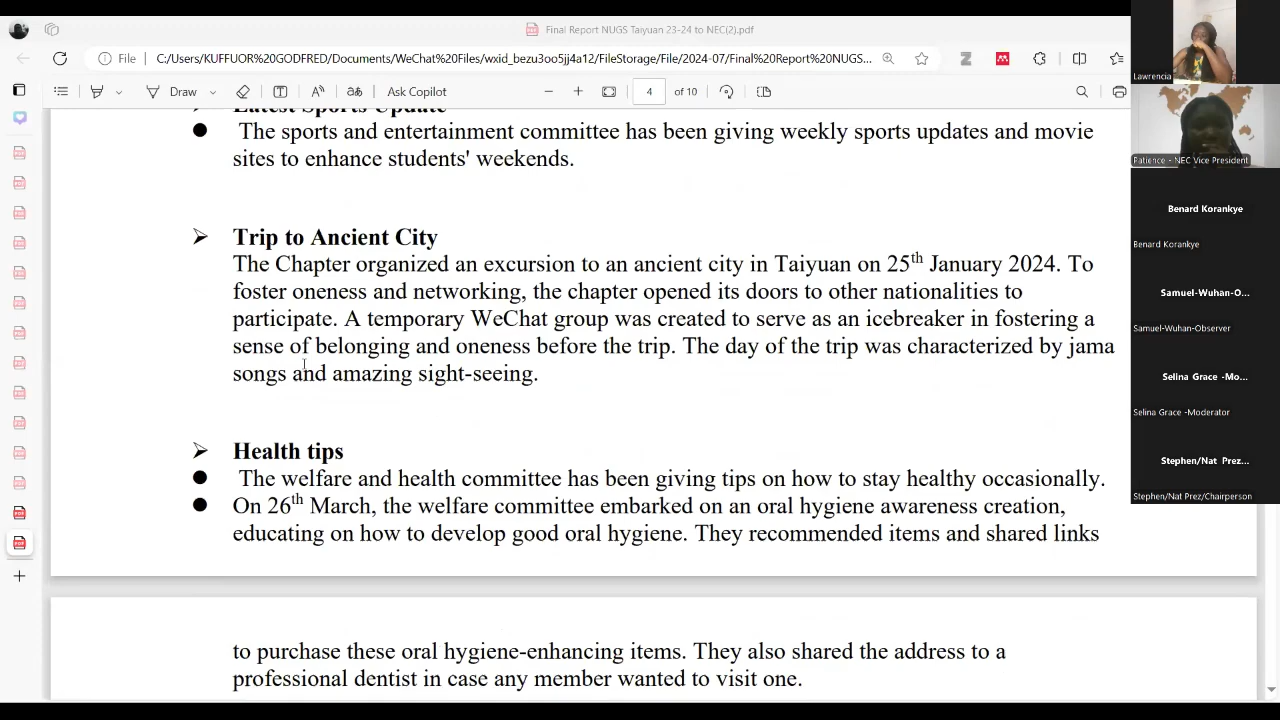 Final Report NUGS Taiyuan 23-24 to NEC(2).pdf
File C:/Users/KUFFUOR%20GODFRED/Documents/WeChat%20Files/wxid_bezu3oo5jj4a12/FileStorage/File/2024-07/Final%20Report%20NUGS...
Draw Ask Copilot 4 of 10
Latest Sports Update
The sports and entertainment committee has been giving weekly sports updates and movie
sites to enhance students' weekends.
Trip to Ancient City
The Chapter organized an excursion to an ancient city in Taiyuan on 25th January 2024. To
foster oneness and networking, the chapter opened its doors to other nationalities to
participate. A temporary WeChat group was created to serve as an icebreaker in fostering a
sense of belonging and oneness before the trip. The day of the trip was characterized by jama
songs and amazing sight-seeing.
Health tips
The welfare and health committee has been giving tips on how to stay healthy occasionally.
On 26th March, the welfare committee embarked on an oral hygiene awareness creation,
educating on how to develop good oral hygiene. They recommended items and shared links
to purchase these oral hygiene-enhancing items. They also shared the address to a
professional dentist in case any member wanted to visit one.
Lawrencia
Patience - NEC Vice President
Benard Korankye
Benard Korankye
Samuel-Wuhan-O...
Samuel-Wuhan-Observer
Selina Grace -Mo...
Selina Grace -Moderator
Stephen/Nat Prez...
Stephen/Nat Prez/Chairperson